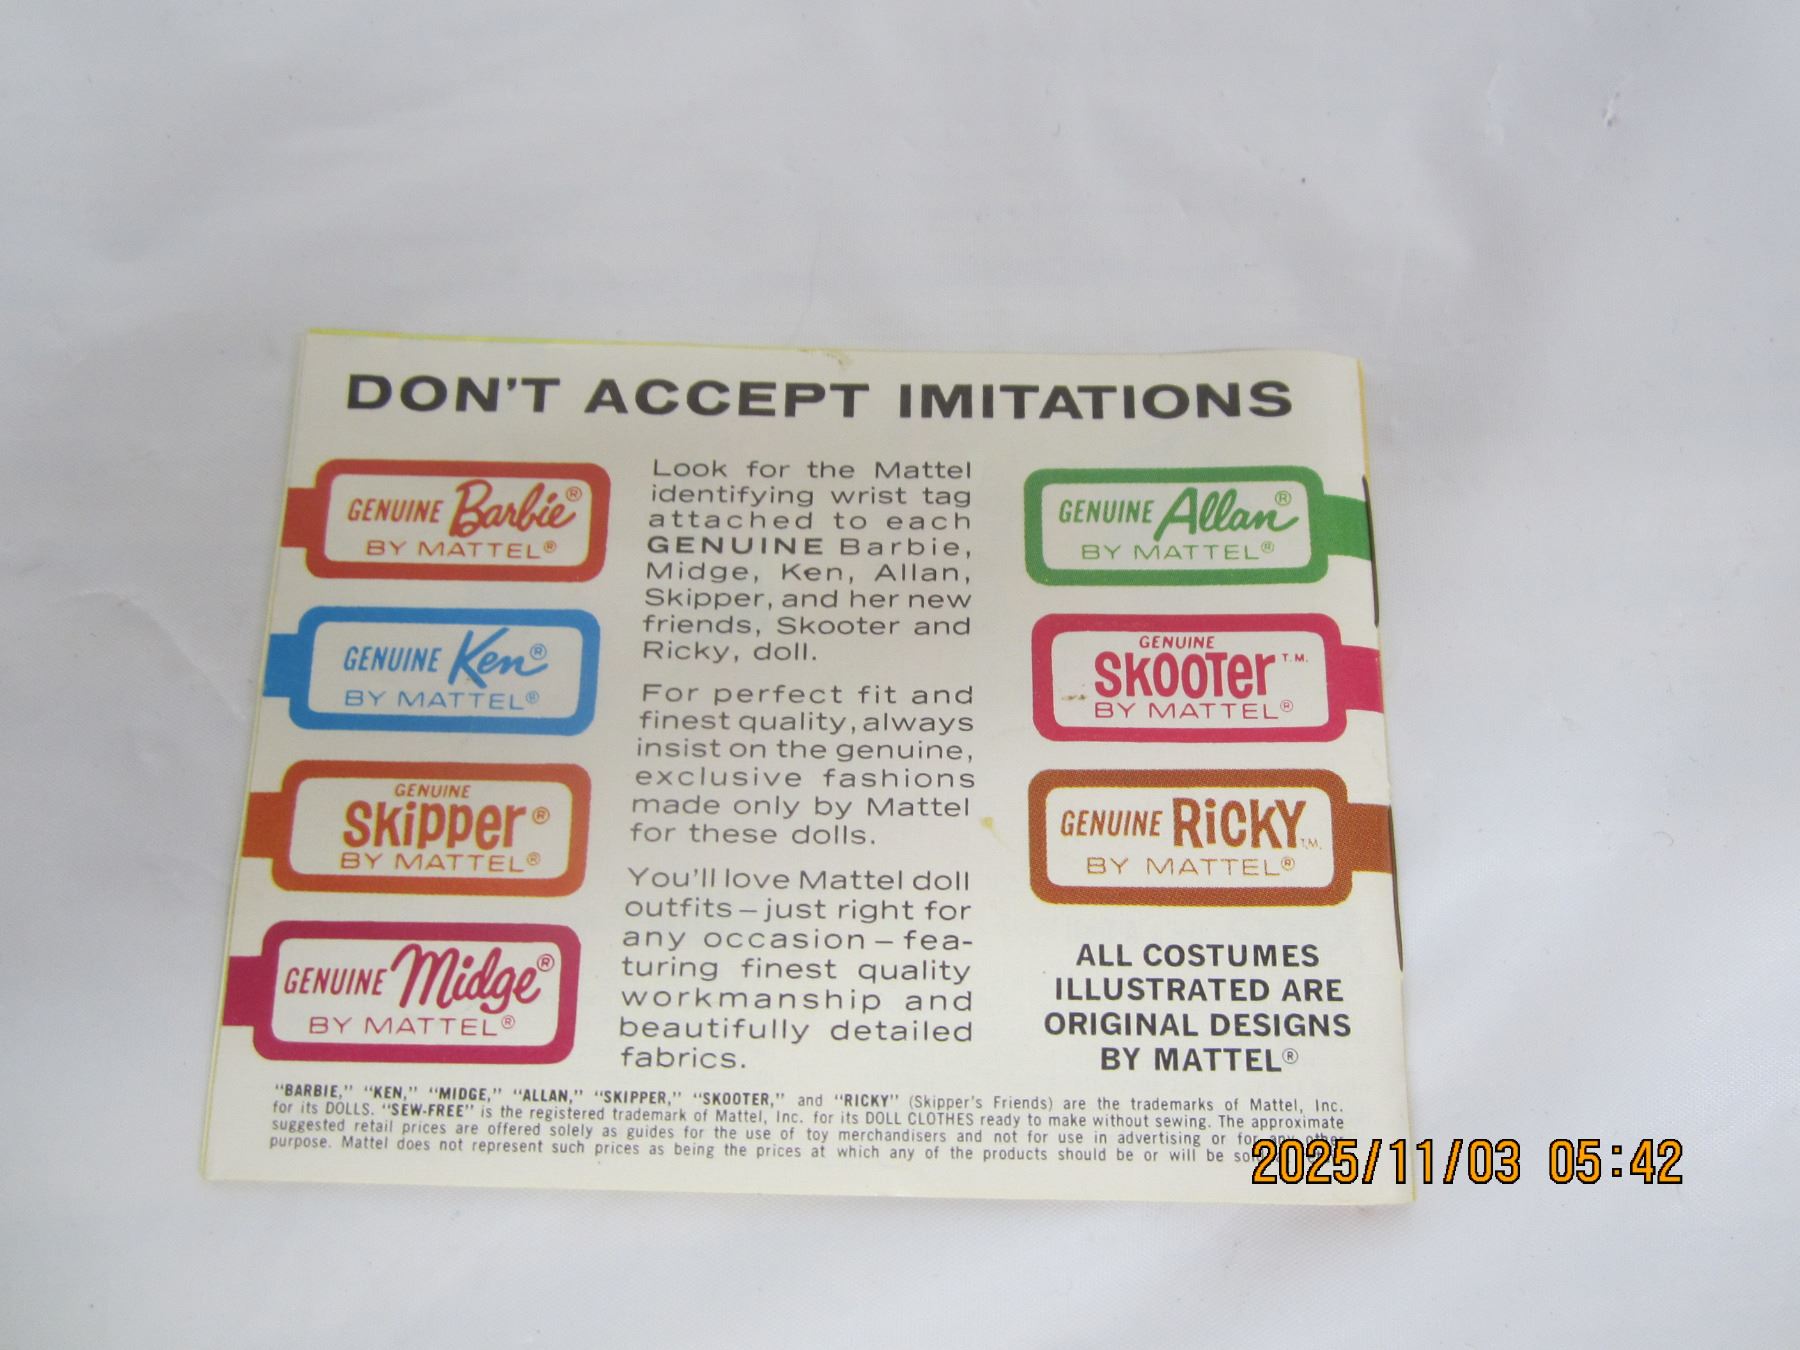 DON'T ACCEPT IMITATIONS
GENUINE Barbie®
BY MATTEL®
GENUINE Ken®
BY MATTEL®
GENUINE
Skipper®
BY MATTEL®
GENUINE Midge®
BY MATTEL®
Look for the Mattel
identifying wrist tag
attached to each
GENUINE Barbie,
Midge, Ken, Allan,
Skipper, and her new
friends, Skooter and
Ricky, doll.
For perfect fit and
finest quality, always
insist on the genuine,
exclusive fashions
made only by Mattel
for these dolls.
You'll love Mattel doll
outfits – just right for
any occasion – fea-
turing finest quality
workmanship and
beautifully detailed
fabrics.
GENUINE Allan®
BY MATTEL®
GENUINE
SKOOTER T.M.
BY MATTEL®
GENUINE RiCKY T.M.
BY MATTEL®
ALL COSTUMES
ILLUSTRATED ARE
ORIGINAL DESIGNS
BY MATTEL®
"BARBIE," "KEN," "MIDGE," "ALLAN," "SKIPPER," "SKOOTER," and "RICKY" (Skipper's Friends) are the trademarks of Mattel, Inc.
for its DOLLS. "SEW-FREE" is the registered trademark of Mattel, Inc. for its DOLL CLOTHES ready to make without sewing. The approximate
suggested retail prices are offered solely as guides for the use of toy merchandisers and not for use in advertising or for any other
purpose. Mattel does not represent such prices as being the prices at which any of the products should be or will be
2025/11/03 05:42